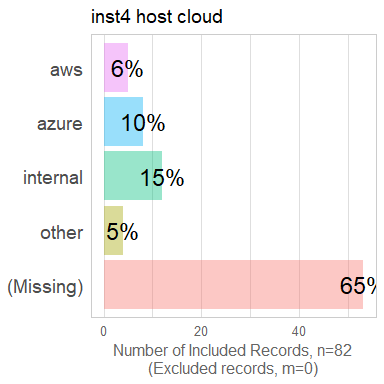 inst4 host cloud
aws 6%
azure 10%
internal 15%
other 5%
(Missing) 65%
0 20 40
Number of Included Records, n=82
(Excluded records, m=0)